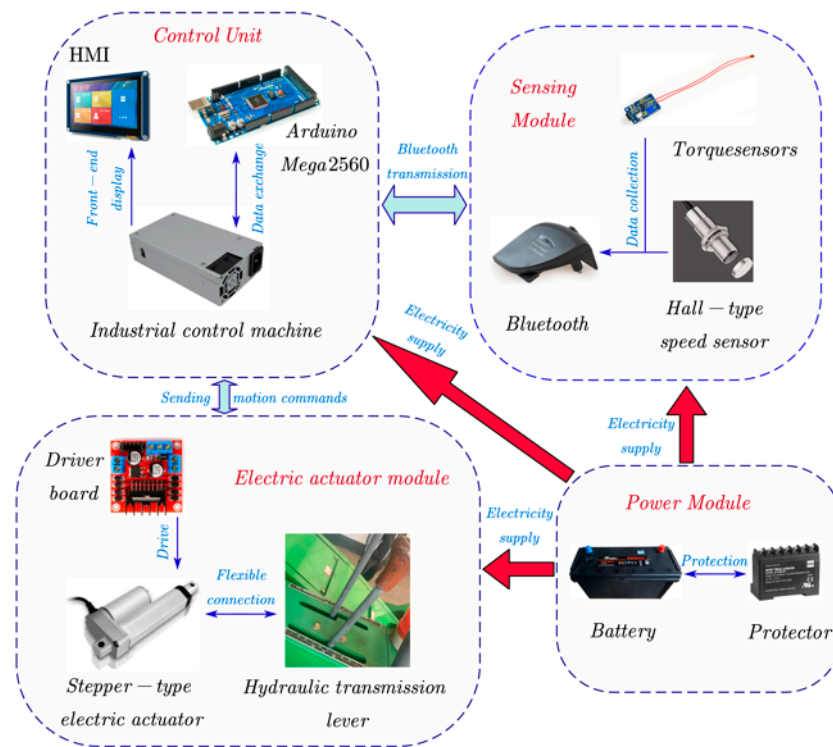 Control Unit
HMI
Arduino
Mega2560
Front-end
display
Data exchange
Industrial control machine
Bluetooth
transmission
Sensing
Module
Torquesensors
Data collection
Bluetooth
Hall-type
speed sensor
Electricity
supply
Sending motion commands
Electricity
supply
Driver
board
Electric actuator module
Drive
Flexible
connection
Stepper-type
electric actuator
Hydraulic transmission
lever
Electricity
supply
Power Module
Protection
Battery
Protector